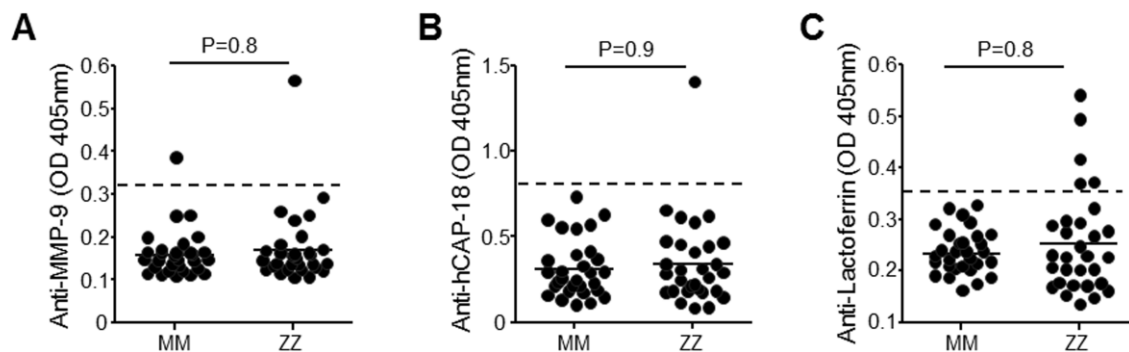 A
P=0.8
Anti-MMP-9 (OD 405nm)
0.6
0.5
0.4
0.3
0.2
0.1
0
MM
ZZ
B
P=0.9
Anti-hCAP-18 (OD 405nm)
1.5
1.0
0.5
0
MM
ZZ
C
P=0.8
Anti-Lactoferrin (OD 405nm)
0.6
0.5
0.4
0.3
0.2
0.1
MM
ZZ